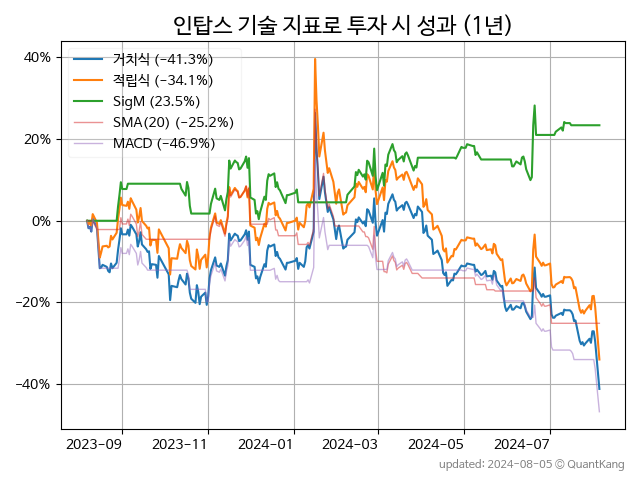 인탑스 기술 지표로 투자 시 성과 (1년)
거치식 (−41.3%)
적립식 (−34.1%)
SigM (23.5%)
SMA(20) (−25.2%)
MACD (−46.9%)
40%
20%
0%
−20%
−40%
2023-09
2023-11
2024-01
2024-03
2024-05
2024-07
updated: 2024-08-05 © QuantKang